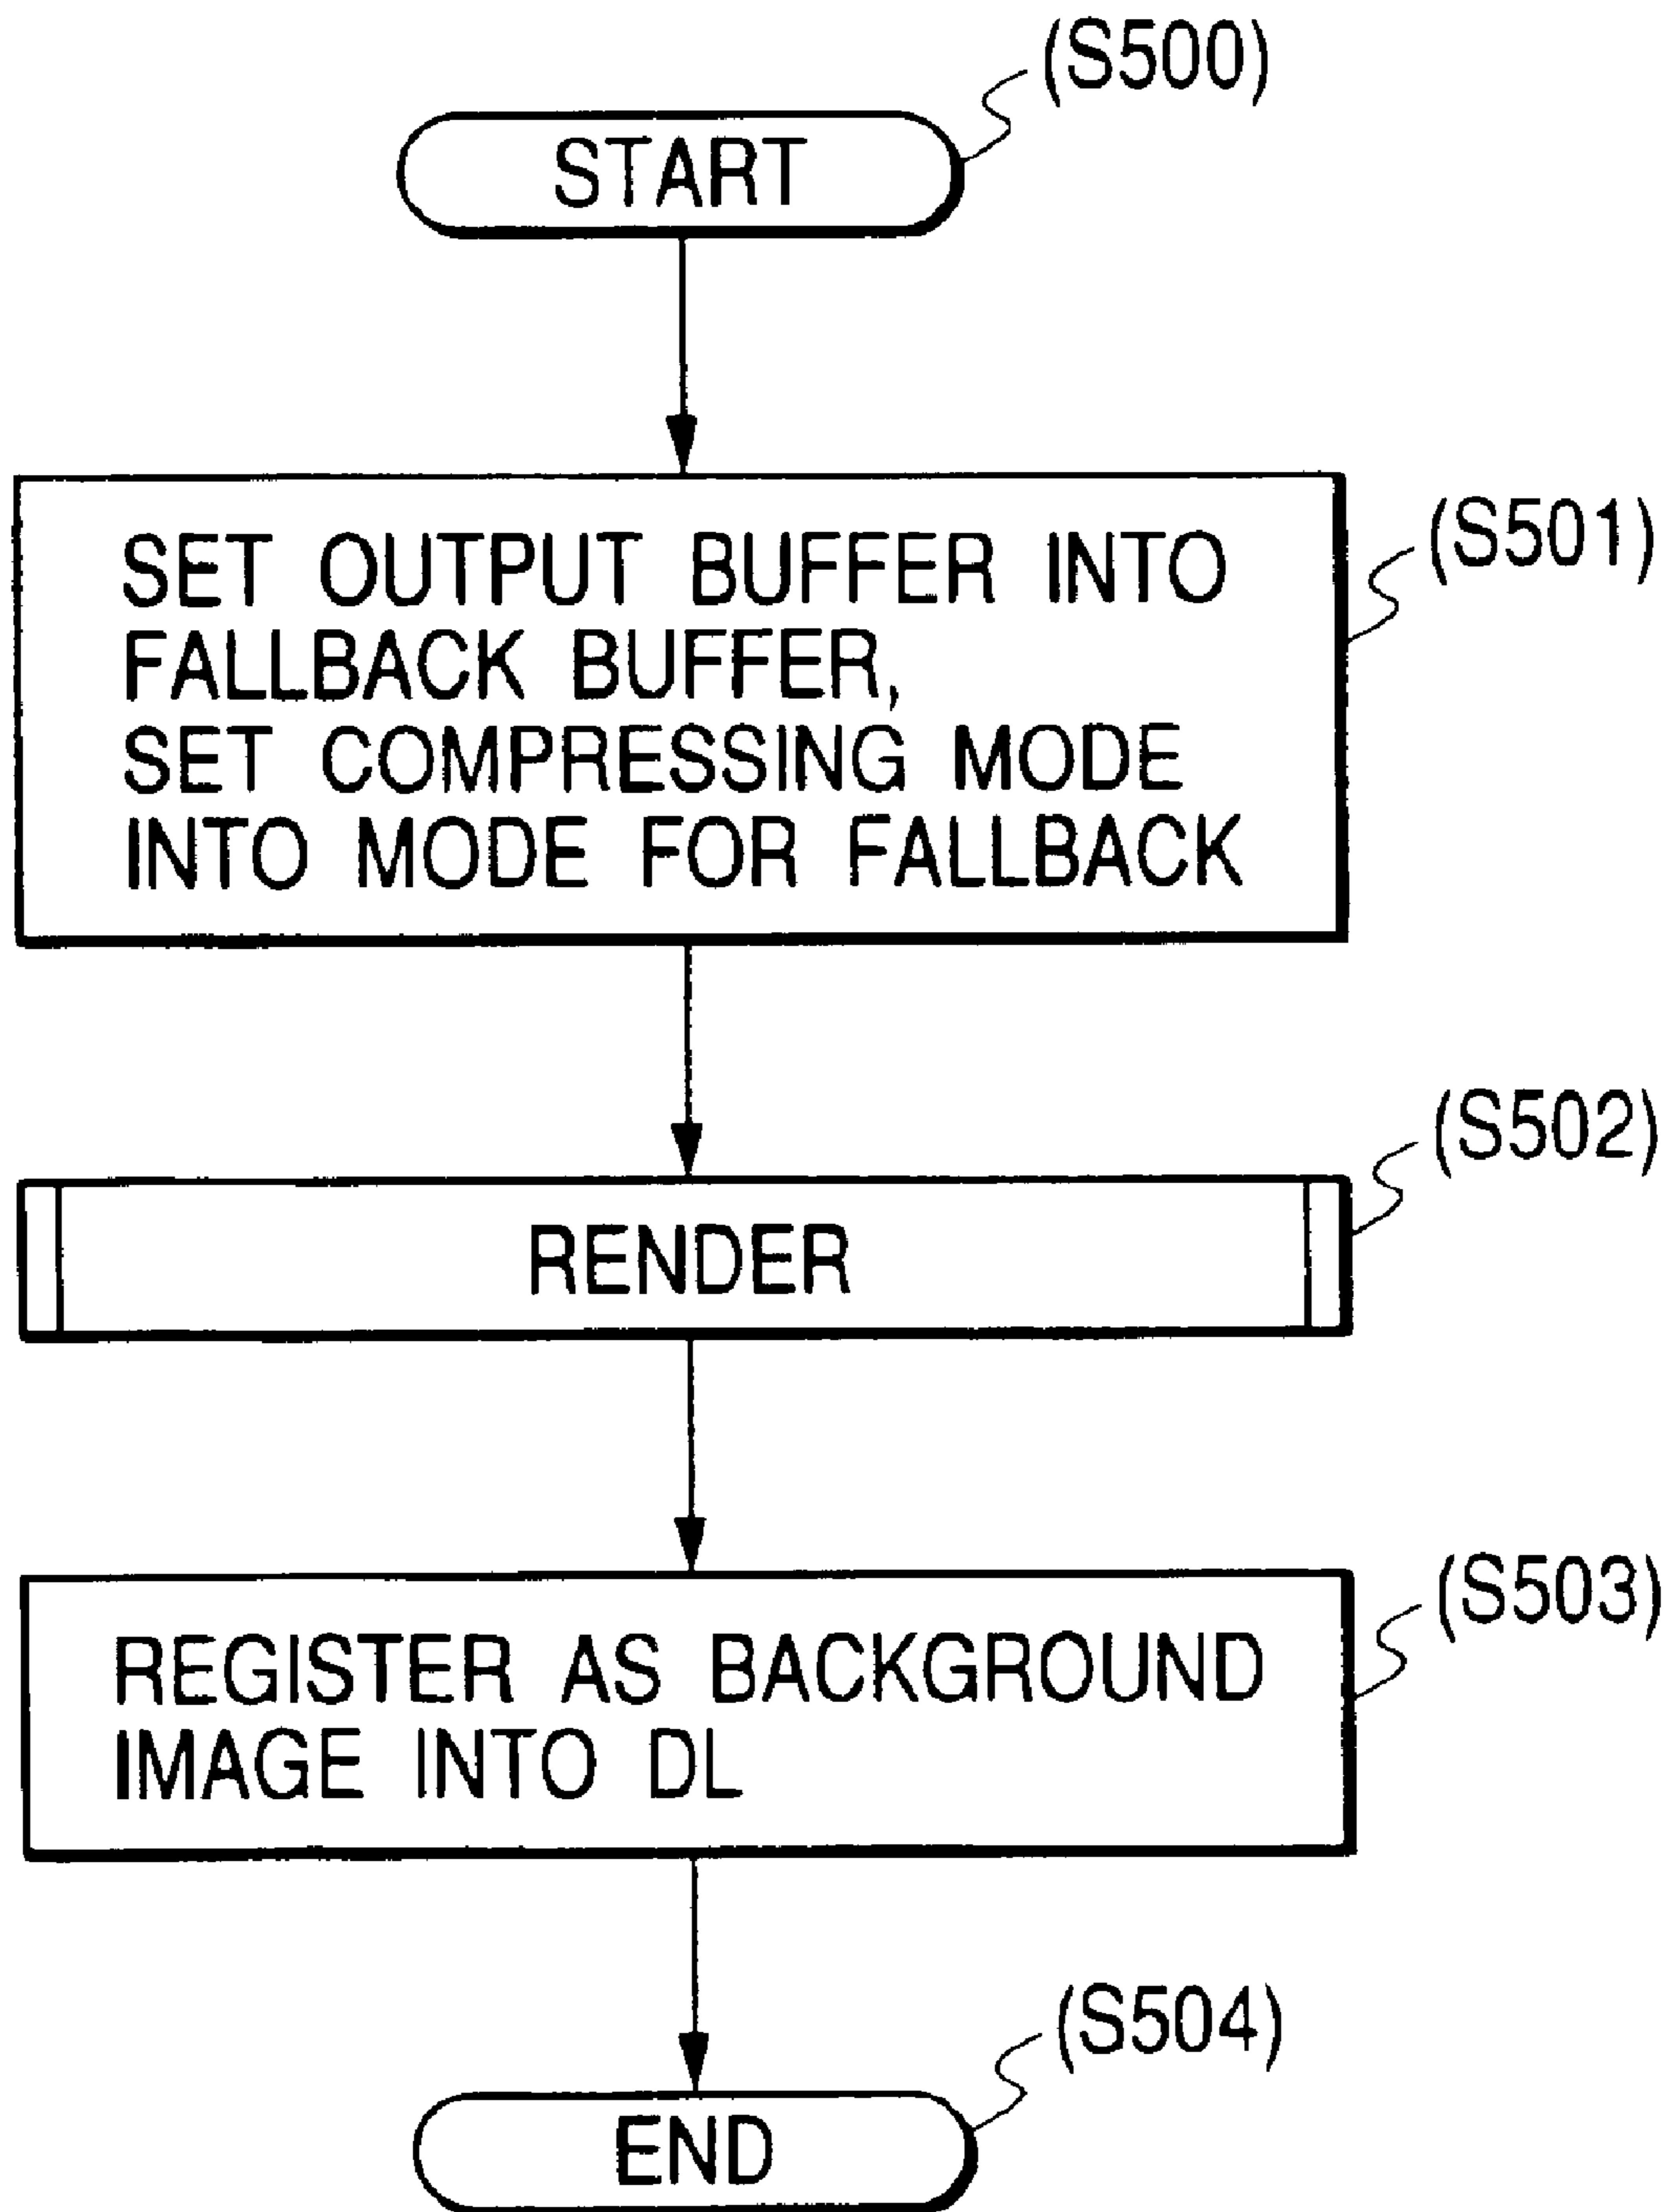 (S500)
START
(S501)
SET OUTPUT BUFFER INTO
FALLBACK BUFFER,
SET COMPRESSING MODE
INTO MODE FOR FALLBACK
(S502)
RENDER
(S503)
REGISTER AS BACKGROUND
IMAGE INTO DL
(S504)
END